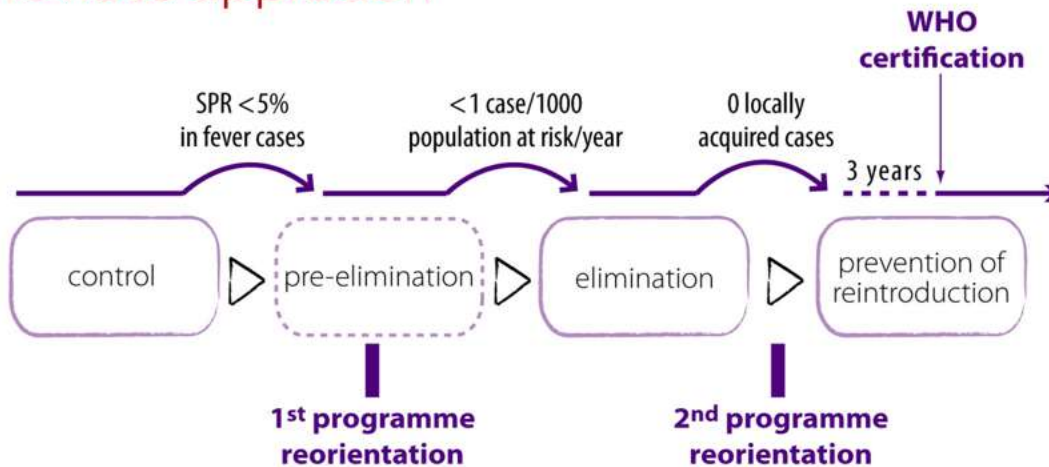 WHO
certification
SPR <5%
in fever cases
<1 case/1000
population at risk/year
0 locally
acquired cases
3 years
control
pre-elimination
elimination
prevention of
reintroduction
1st programme
reorientation
2nd programme
reorientation